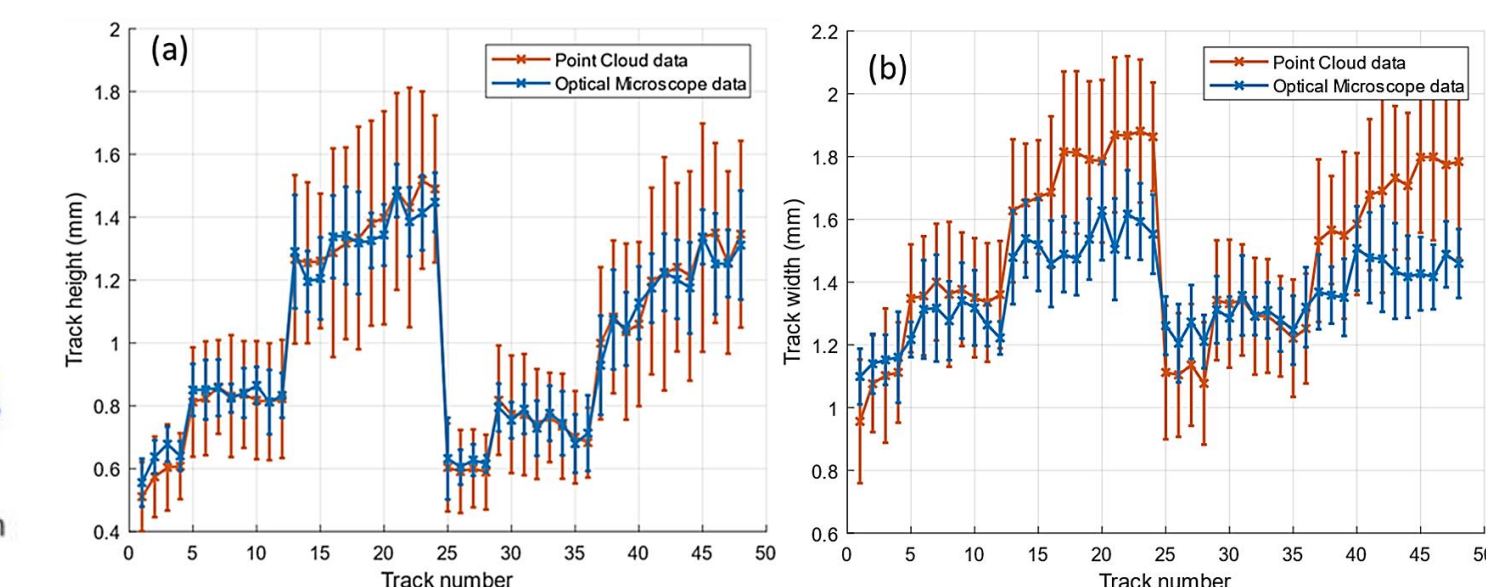 (a)
Point Cloud data
Optical Microscope data
2
1.8
1.6
1.4
1.2
1
0.8
0.6
0.4
0 5 10 15 20 25 30 35 40 45 50
Track height (mm)
Track number
(b)
Point Cloud data
Optical Microscope data
2.2
2
1.8
1.6
1.4
1.2
1
0.8
0.6
0 5 10 15 20 25 30 35 40 45
Track width (mm)
Track number